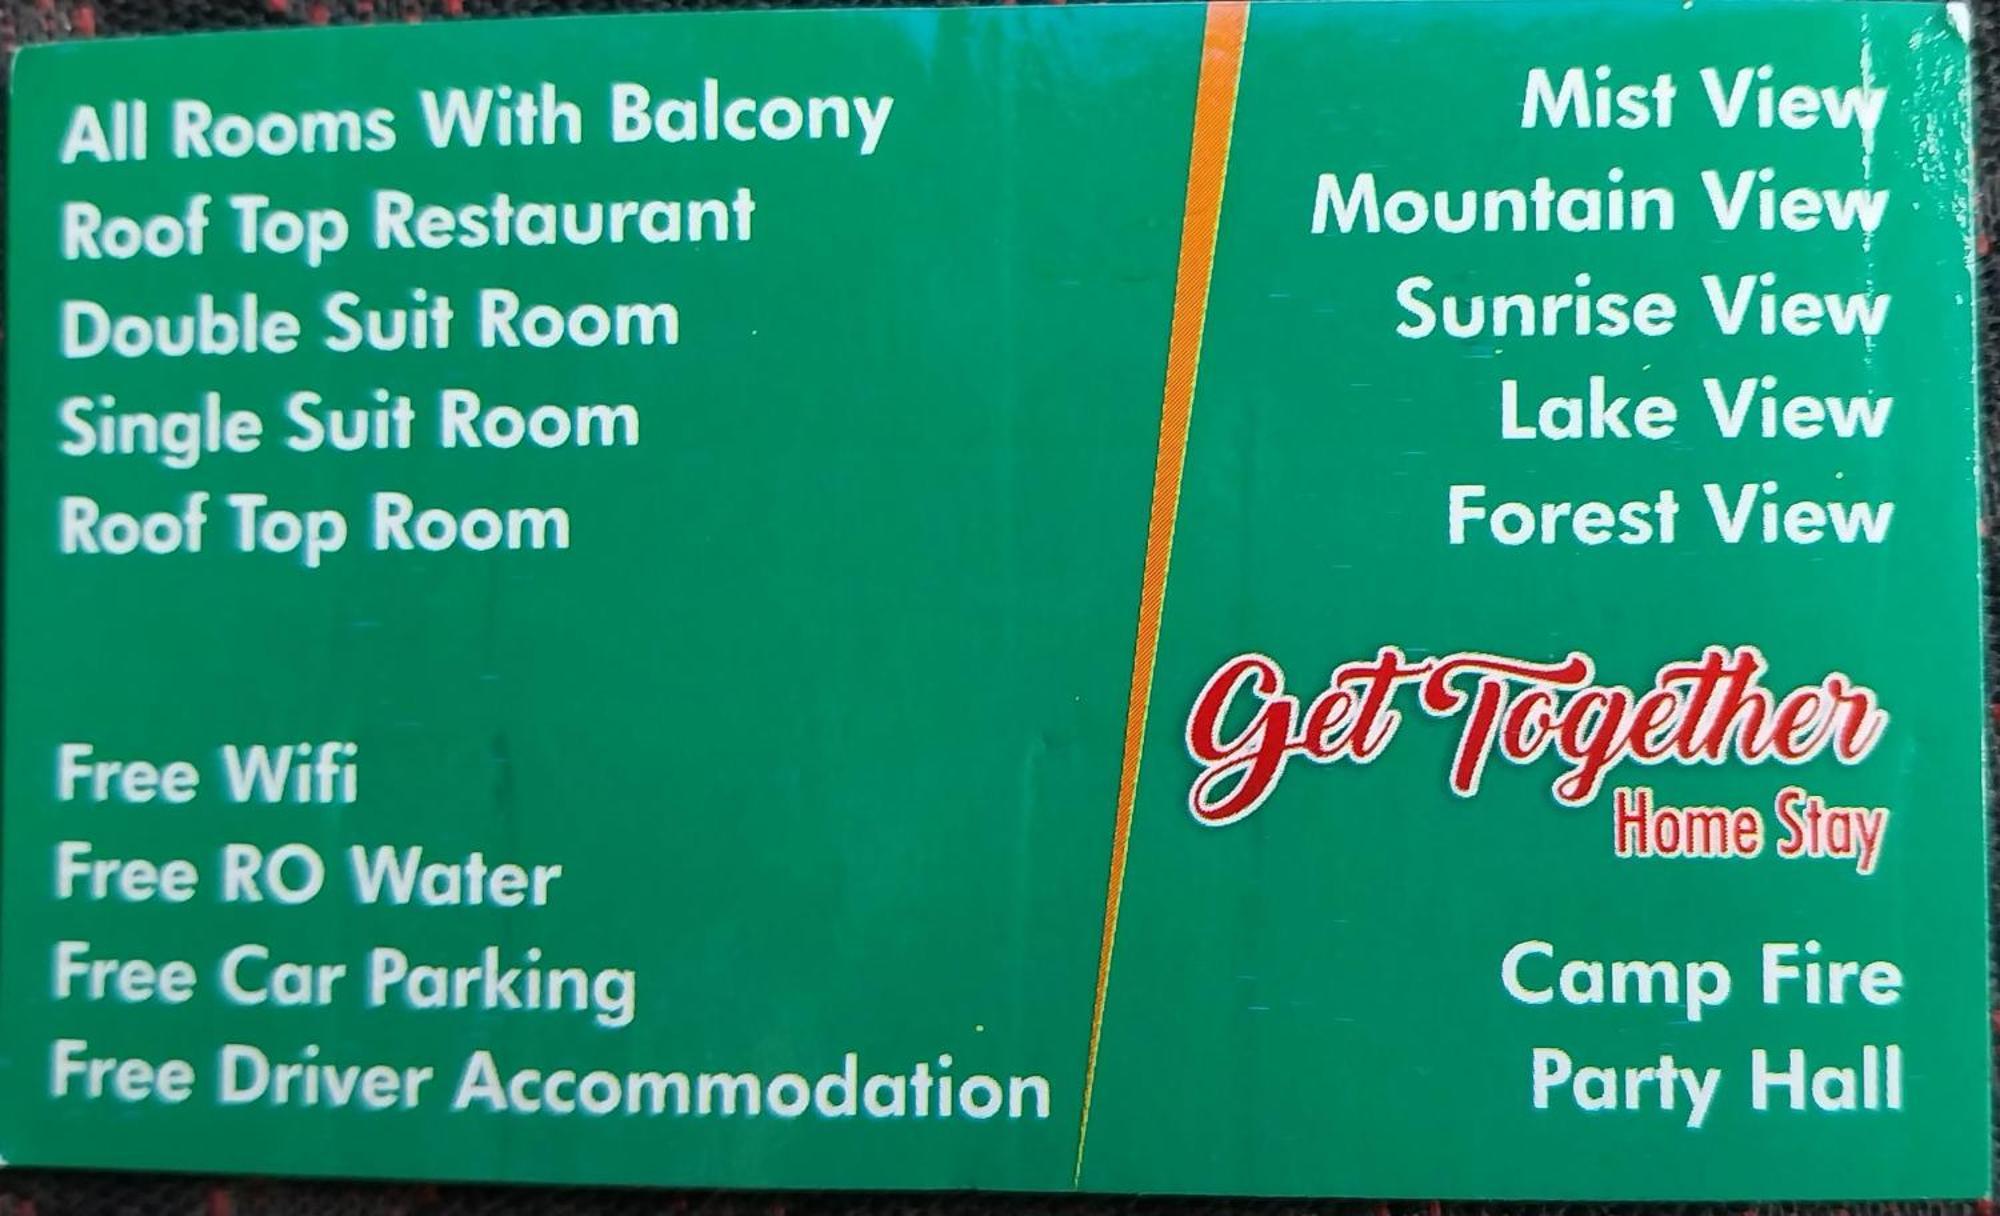 All Rooms With Balcony
Roof Top Restaurant
Double Suit Room
Single Suit Room
Roof Top Room
Free Wifi
Free RO Water
Free Car Parking
Free Driver Accommodation
Mist View
Mountain View
Sunrise View
Lake View
Forest View
Get Together
Home Stay
Camp Fire
Party Hall